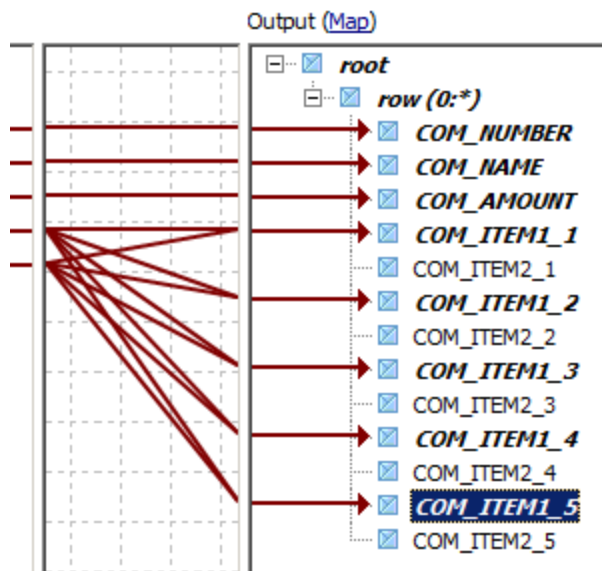 Output (Map)
root
row (0:*)
COM_NUMBER
COM_NAME
COM_AMOUNT
COM_ITEM1_1
COM_ITEM2_1
COM_ITEM1_2
COM_ITEM2_2
COM_ITEM1_3
COM_ITEM2_3
COM_ITEM1_4
COM_ITEM2_4
COM_ITEM1_5
COM_ITEM2_5